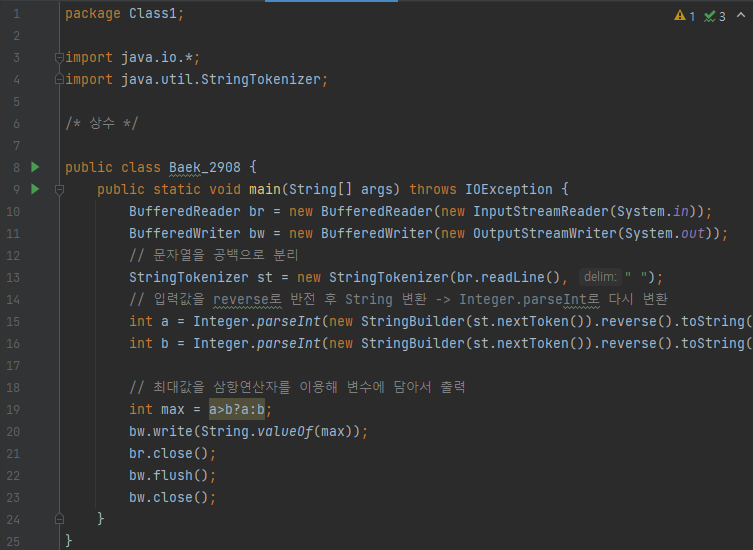 1 package Class1;
2
3 import java.io.*;
4 import java.util.StringTokenizer;
5
6 /* 상수 */
7
8 public class Baek_2908 {
9 public static void main(String[] args) throws IOException {
10 BufferedReader br = new BufferedReader(new InputStreamReader(System.in));
11 BufferedWriter bw = new BufferedWriter(new OutputStreamWriter(System.out));
12 // 문자열을 공백으로 분리
13 StringTokenizer st = new StringTokenizer(br.readLine(), delim: " ");
14 // 입력값을 reverse로 반전 후 String 변환 -> Integer.parseInt로 다시 변환
15 int a = Integer.parseInt(new StringBuilder(st.nextToken()).reverse().toString(
16 int b = Integer.parseInt(new StringBuilder(st.nextToken()).reverse().toString(
17
18 // 최대값을 삼항연산자를 이용해 변수에 담아서 출력
19 int max = a>b?a:b;
20 bw.write(String.valueOf(max));
21 br.close();
22 bw.flush();
23 bw.close();
24 }
25 }
1 3